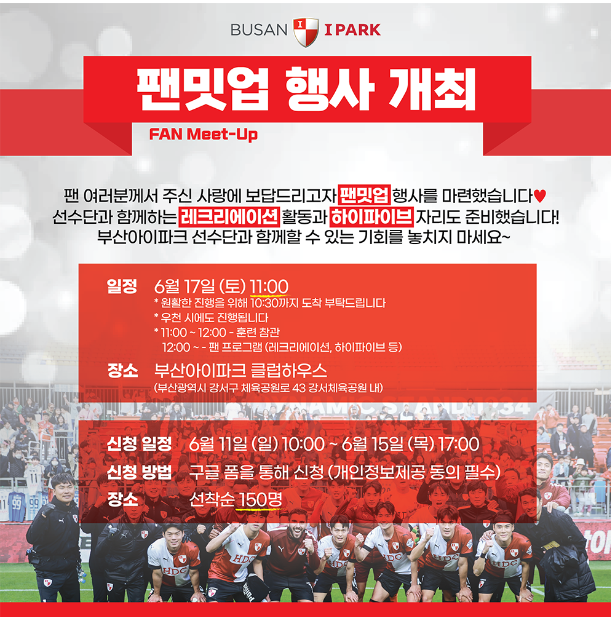 BUSAN I PARK
팬밋업 행사 개최
FAN Meet-Up
팬 여러분께서 주신 사랑에 보답드리고자 팬밋업 행사를 마련했습니다♥
선수단과 함께하는 레크리에이션 활동과 하이파이브 자리도 준비했습니다!
부산아이파크 선수단과 함께할 수 있는 기회를 놓치지 마세요~
일정 6월 17일 (토) 11:00
* 원활한 진행을 위해 10:30까지 도착 부탁드립니다
* 우천 시에도 진행됩니다
* 11:00 ~ 12:00 - 훈련 참관
12:00 ~ - 팬 프로그램 (레크리에이션, 하이파이브 등)
장소 부산아이파크 클럽하우스
(부산광역시 강서구 체육공원로 43 강서체육공원 내)
신청 일정 6월 11일 (일) 10:00 ~ 6월 15일 (목) 17:00
신청 방법 구글 폼을 통해 신청 (개인정보제공 동의 필수)
장소 선착순 150명